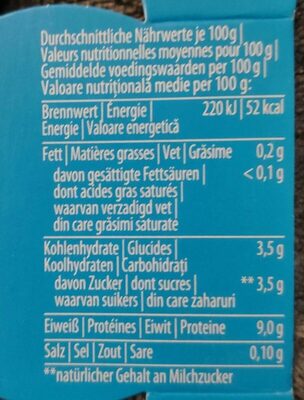 Durchschnittliche Nährwerte je 100g |
Valeurs nutritionnelles moyennes pour 100 g |
Gemiddelde voedingswaarden per 100 g |
Valoare nutrițională medie per 100 g:
Brennwert | Énergie | 220 kJ | 52 kcal
Energie | Valoare energetică
Fett | Matières grasses | Vet | Grăsime 0,2 g
davon gesättigte Fettsäuren | < 0,1 g
dont acides gras saturés |
waarvan verzadigd vet |
din care grăsimi saturate
Kohlenhydrate | Glucides | 3,5 g
Koolhydraten | Carbohidrați
davon Zucker | dont sucres | ** 3,5 g
waarvan suikers | din care zaharuri
Eiweiß | Protéines | Eiwit | Proteine 9,0 g
Salz | Sel | Zout | Sare 0,10 g
**natürlicher Gehalt an Milchzucker